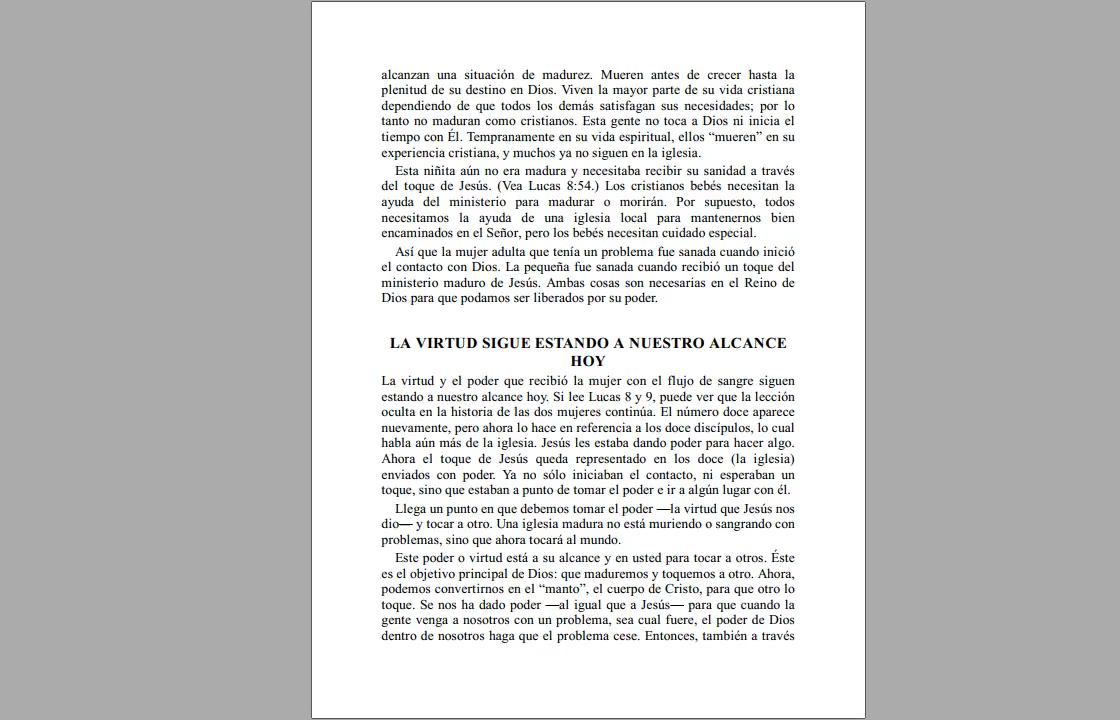 alcanzan una situación de madurez. Mueren antes de crecer hasta la
plenitud de su destino en Dios. Viven la mayor parte de su vida cristiana
dependiendo de que todos los demás satisfagan sus necesidades; por lo
tanto no maduran como cristianos. Esta gente no toca a Dios ni inicia el
tiempo con Él. Tempranamente en su vida espiritual, ellos “mueren” en su
experiencia cristiana, y muchos ya no siguen en la iglesia.
Esta niñita aún no era madura y necesitaba recibir su sanidad a través
del toque de Jesús. (Vea Lucas 8:54.) Los cristianos bebés necesitan la
ayuda del ministerio para madurar o morirán. Por supuesto, todos
necesitamos la ayuda de una iglesia local para mantenernos bien
encaminados en el Señor, pero los bebés necesitan cuidado especial.
Así que la mujer adulta que tenía un problema fue sanada cuando inició
el contacto con Dios. La pequeña fue sanada cuando recibió un toque del
ministerio maduro de Jesús. Ambas cosas son necesarias en el Reino de
Dios para que podamos ser liberados por su poder.
LA VIRTUD SIGUE ESTANDO A NUESTRO ALCANCE
HOY
La virtud y el poder que recibió la mujer con el flujo de sangre siguen
estando a nuestro alcance hoy. Si lee Lucas 8 y 9, puede ver que la lección
oculta en la historia de las dos mujeres continúa. El número doce aparece
nuevamente, pero ahora lo hace en referencia a los doce discípulos, lo cual
habla aún más de la iglesia. Jesús les estaba dando poder para hacer algo.
Ahora el toque de Jesús queda representado en los doce (la iglesia)
enviados con poder. Ya no sólo iniciaban el contacto, ni esperaban un
toque, sino que estaban a punto de tomar el poder e ir a algún lugar con él.
Llega un punto en que debemos tomar el poder —la virtud que Jesús nos
dio— y tocar a otro. Una iglesia madura no está muriendo o sangrando con
problemas, sino que ahora tocará al mundo.
Este poder o virtud está a su alcance y en usted para tocar a otros. Éste
es el objetivo principal de Dios: que maduremos y toquemos a otro. Ahora,
podemos convertirnos en el “manto”, el cuerpo de Cristo, para que otro lo
toque. Se nos ha dado poder —al igual que a Jesús— para que cuando la
gente venga a nosotros con un problema, sea cual fuere, el poder de Dios
dentro de nosotros haga que el problema cese. Entonces, también a través